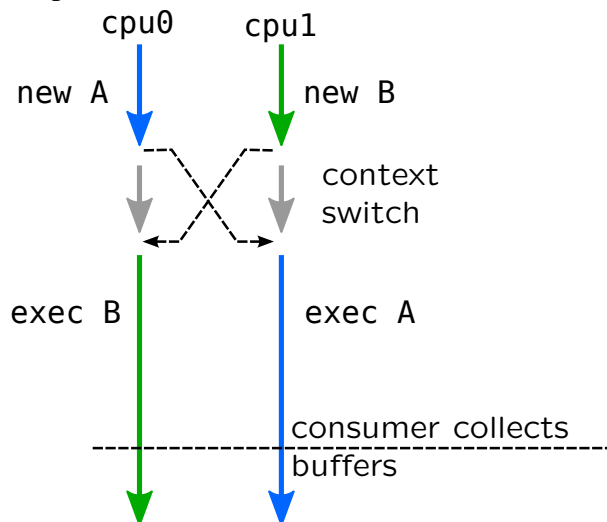 cpu0 cpu1
new A new B
context
switch
exec B exec A
consumer collects
buffers